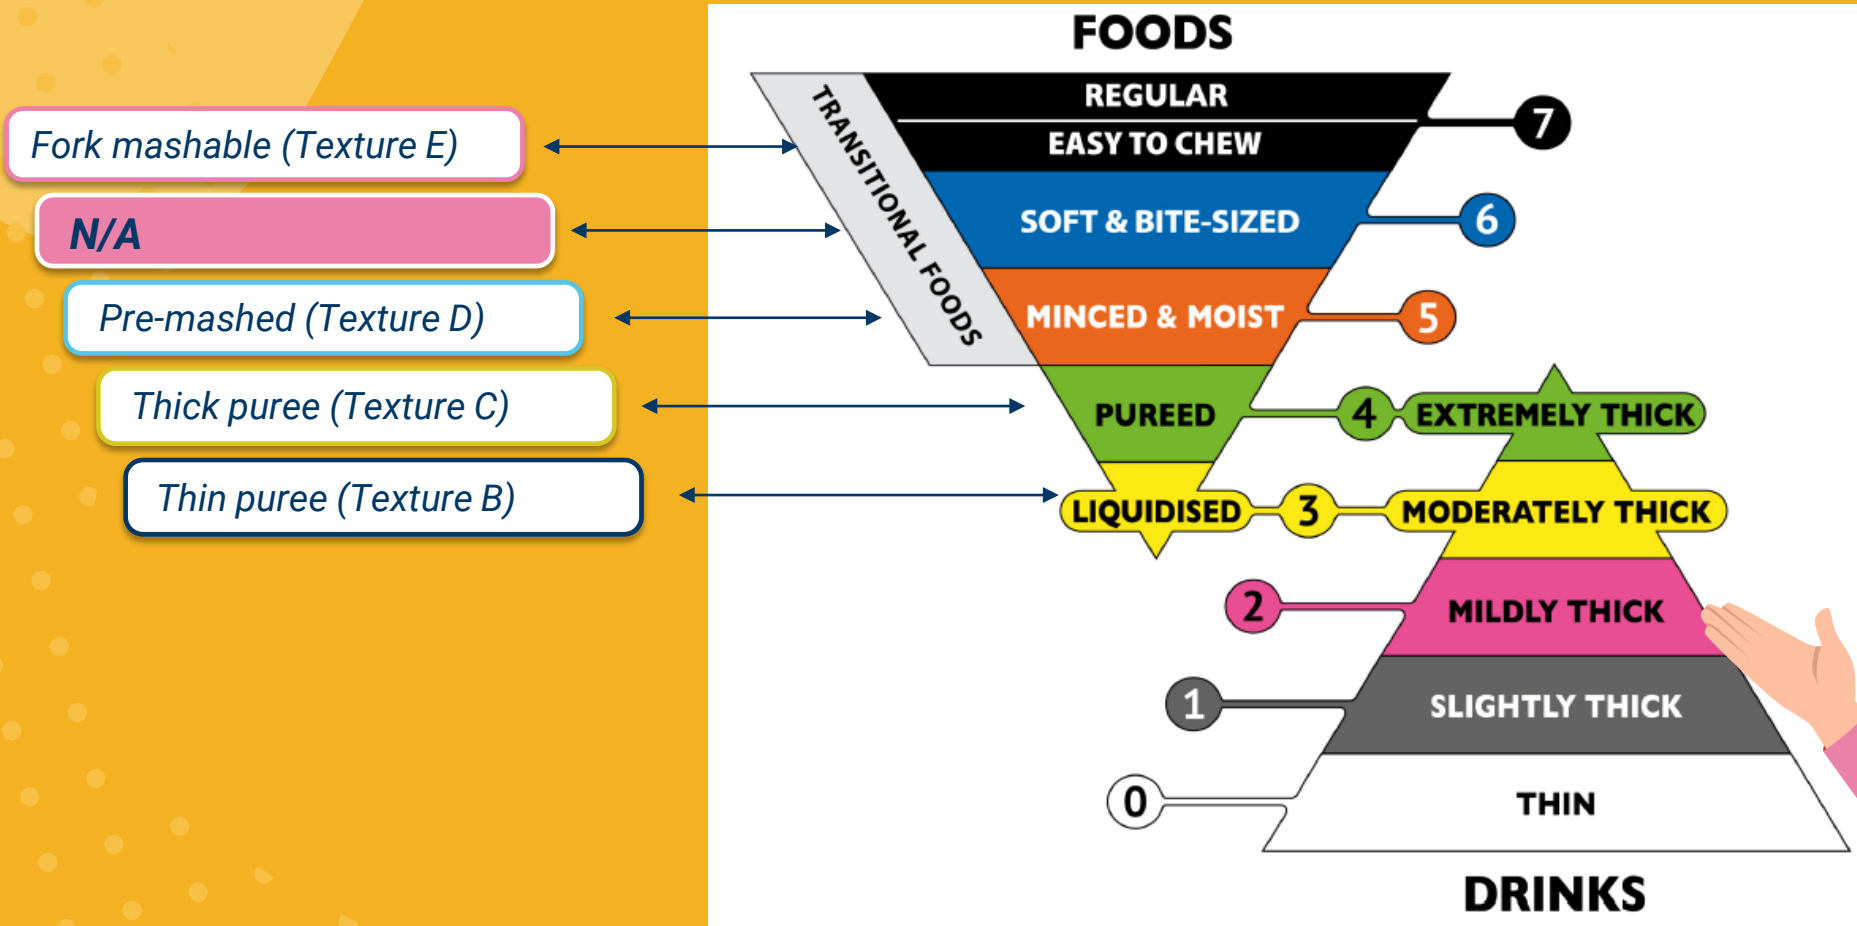 FOODS
Fork mashable (Texture E)
N/A
Pre-mashed (Texture D)
Thick puree (Texture C)
Thin puree (Texture B)
TRANSITIONAL FOODS
REGULAR
EASY TO CHEW
7
SOFT & BITE-SIZED
6
MINCED & MOIST
5
PUREED
4
EXTREMELY THICK
LIQUIDISED
3
MODERATELY THICK
2
MILDLY THICK
1
SLIGHTLY THICK
0
THIN
DRINKS